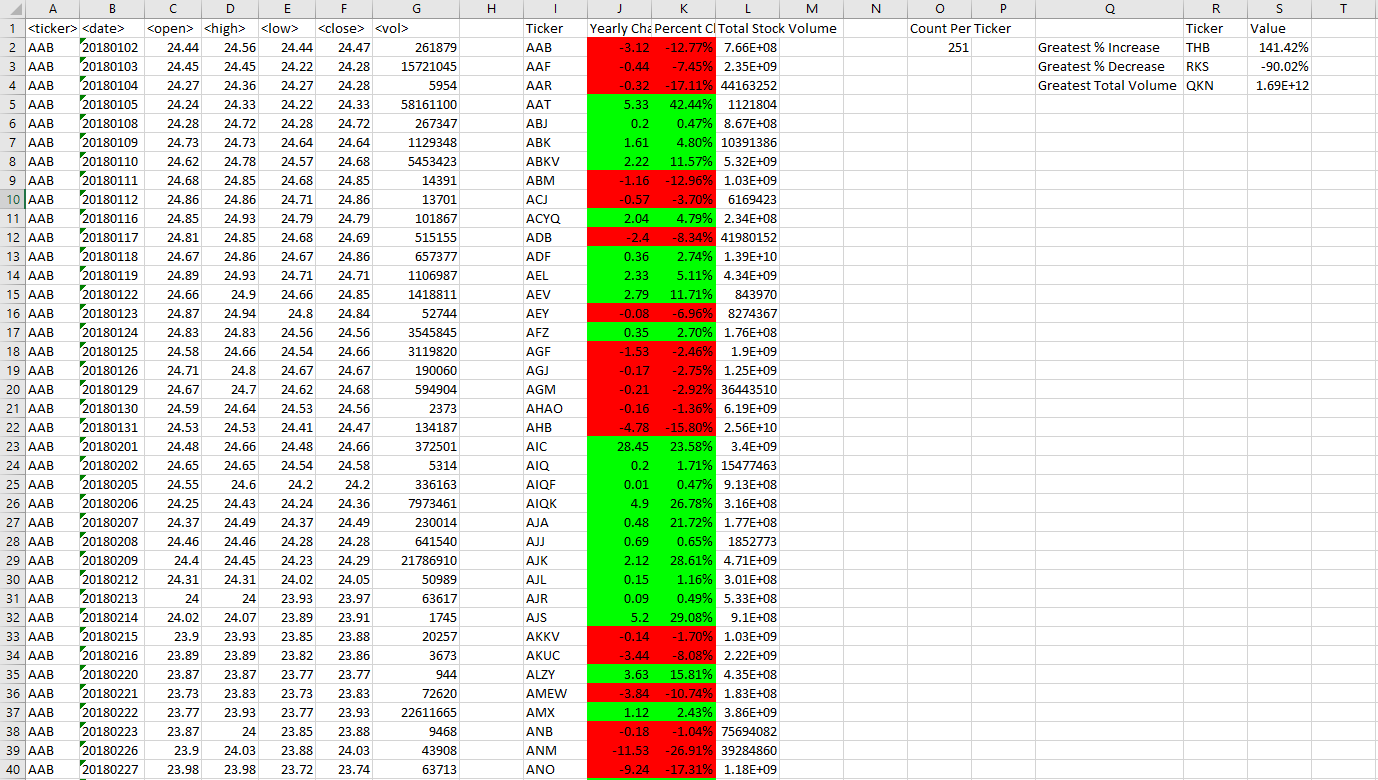 A B C D E F G H I J K L M N O P Q R S T
1 <ticker> <date> <open> <high> <low> <close> <vol> Ticker Yearly Cha Percent Cl Total Stock Volume Count Per Ticker Ticker Value
2 AAB 20180102 24.44 24.56 24.44 24.47 261879 AAB -3.12 -12.77% 7.66E+08 251 Greatest % Increase THB 141.42%
3 AAB 20180103 24.45 24.45 24.22 24.28 15721045 AAF -0.44 -7.45% 2.35E+09 Greatest % Decrease RKS -90.02%
4 AAB 20180104 24.27 24.36 24.27 24.28 5954 AAR -0.32 -17.11% 44163252 Greatest Total Volume QKN 1.69E+12
5 AAB 20180105 24.24 24.33 24.22 24.33 58161100 AAT 5.33 42.44% 1121804
6 AAB 20180108 24.28 24.72 24.28 24.72 267347 ABJ 0.2 0.47% 8.67E+08
7 AAB 20180109 24.73 24.73 24.64 24.64 1129348 ABK 1.61 4.80% 10391386
8 AAB 20180110 24.62 24.78 24.57 24.68 5453423 ABKV 2.22 11.57% 5.32E+09
9 AAB 20180111 24.68 24.85 24.68 24.85 14391 ABM -1.16 -12.96% 1.03E+09
10 AAB 20180112 24.86 24.86 24.71 24.86 13701 ACJ -0.57 -3.70% 6169423
11 AAB 20180116 24.85 24.93 24.79 24.79 101867 ACYQ 2.04 4.79% 2.34E+08
12 AAB 20180117 24.81 24.85 24.68 24.69 515155 ADB -2.4 -8.34% 41980152
13 AAB 20180118 24.67 24.86 24.67 24.86 657377 ADF 0.36 2.74% 1.39E+10
14 AAB 20180119 24.89 24.93 24.71 24.71 1106987 AEL 2.33 5.11% 4.34E+09
15 AAB 20180122 24.66 24.9 24.66 24.85 1418811 AEV 2.79 11.71% 843970
16 AAB 20180123 24.87 24.94 24.8 24.84 52744 AEY -0.08 -6.96% 8274367
17 AAB 20180124 24.83 24.83 24.56 24.56 3545845 AFZ 0.35 2.70% 1.76E+08
18 AAB 20180125 24.58 24.66 24.54 24.66 3119820 AGF -1.53 -2.46% 1.9E+09
19 AAB 20180126 24.71 24.8 24.67 24.67 190060 AGJ -0.17 -2.75% 1.25E+09
20 AAB 20180129 24.67 24.7 24.62 24.68 594904 AGM -0.21 -2.92% 36443510
21 AAB 20180130 24.59 24.64 24.53 24.56 2373 AHAO -0.16 -1.36% 6.19E+09
22 AAB 20180131 24.53 24.53 24.41 24.47 134187 AHB -4.78 -15.80% 2.56E+10
23 AAB 20180201 24.48 24.66 24.48 24.66 372501 AIC 28.45 23.58% 3.4E+09
24 AAB 20180202 24.65 24.65 24.54 24.58 5314 AIQ 0.2 1.71% 15477463
25 AAB 20180205 24.55 24.6 24.2 24.2 336163 AIQF 0.01 0.47% 9.13E+08
26 AAB 20180206 24.25 24.43 24.24 24.36 7973461 AIQK 4.9 26.78% 3.16E+08
27 AAB 20180207 24.37 24.49 24.37 24.49 230014 AJA 0.48 21.72% 1.77E+08
28 AAB 20180208 24.46 24.46 24.28 24.28 641540 AJJ 0.69 0.65% 1852773
29 AAB 20180209 24.4 24.45 24.23 24.29 21786910 AJK 2.12 28.61% 4.71E+09
30 AAB 20180212 24.31 24.31 24.02 24.05 50989 AJL 0.15 1.16% 3.01E+08
31 AAB 20180213 24 24 23.93 23.97 63617 AJR 0.09 0.49% 5.33E+08
32 AAB 20180214 24.02 24.07 23.89 23.91 1745 AJS 5.2 29.08% 9.1E+08
33 AAB 20180215 23.9 23.93 23.85 23.88 20257 AKKV -0.14 -1.70% 1.03E+09
34 AAB 20180216 23.89 23.89 23.82 23.86 3673 AKUC -3.44 -8.08% 2.22E+09
35 AAB 20180220 23.87 23.87 23.77 23.77 944 ALZY 3.63 15.81% 4.35E+08
36 AAB 20180221 23.73 23.83 23.73 23.83 72620 AMEW -3.84 -10.74% 1.83E+08
37 AAB 20180222 23.77 23.93 23.77 23.93 22611665 AMX 1.12 2.43% 3.86E+09
38 AAB 20180223 23.87 24 23.85 23.88 9468 ANB -0.18 -1.04% 75694082
39 AAB 20180226 23.9 24.03 23.88 24.03 43908 ANM -11.53 -26.91% 39284860
40 AAB 20180227 23.98 23.98 23.72 23.74 63713 ANO -9.24 -17.31% 1.18E+09